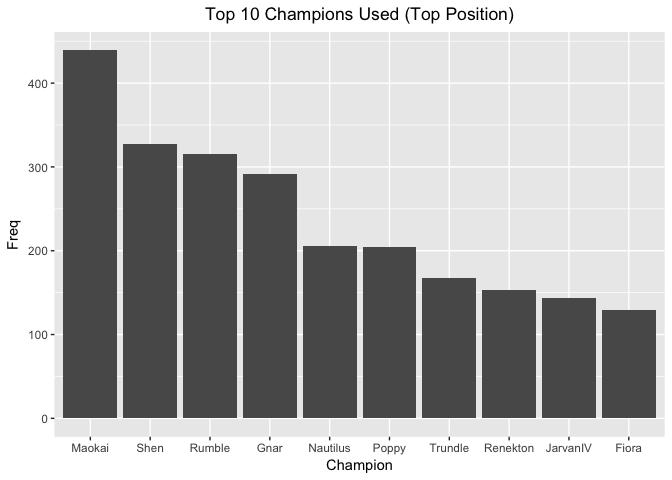 Top 10 Champions Used (Top Position)
Freq
400
300
200
100
0
Maokai Shen Rumble Gnar Nautilus Poppy Trundle Renekton JarvanIV Fiora
Champion